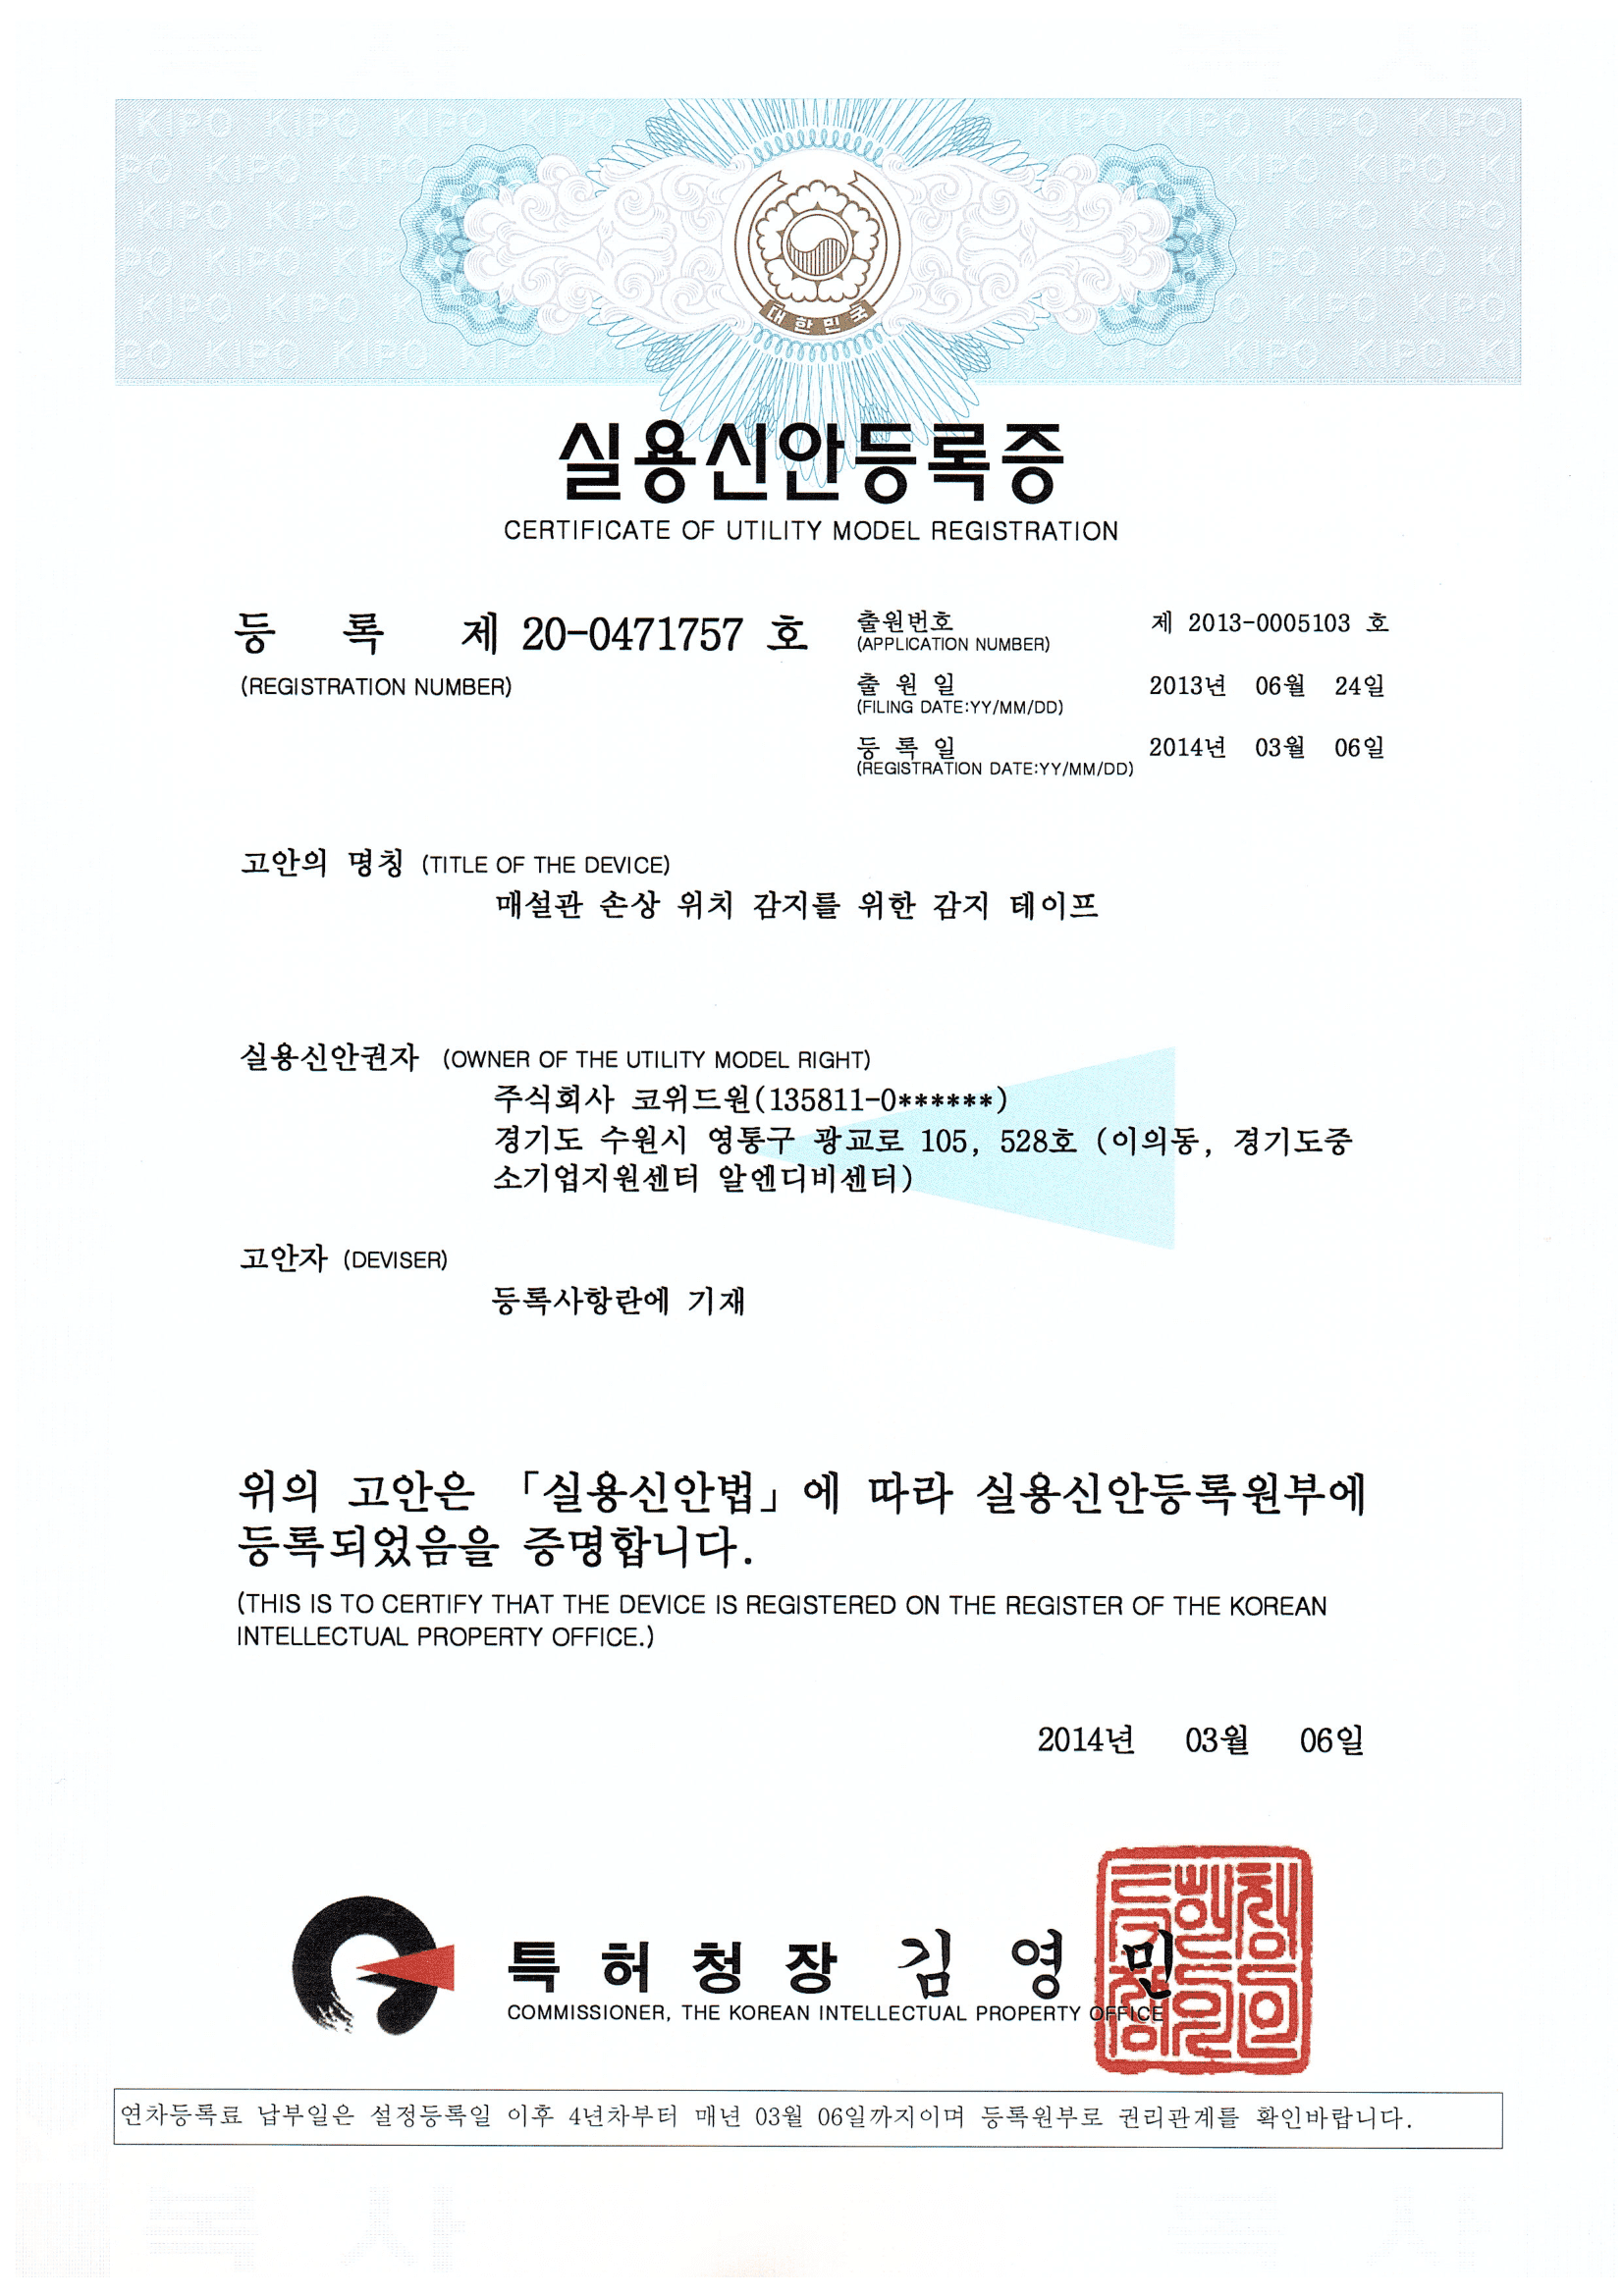 대한민국
실용신안등록증
CERTIFICATE OF UTILITY MODEL REGISTRATION
등 록 제 20-0471757 호
(REGISTRATION NUMBER)
출원번호 제 2013-0005103 호
(APPLICATION NUMBER)
출 원 일 2013년 06월 24일
(FILING DATE:YY/MM/DD)
등 록 일 2014년 03월 06일
(REGISTRATION DATE:YY/MM/DD)
고안의 명칭 (TITLE OF THE DEVICE)
매설관 손상 위치 감지를 위한 감지 테이프
실용신안권자 (OWNER OF THE UTILITY MODEL RIGHT)
주식회사 코위드원(135811-0******)
경기도 수원시 영통구 광교로 105, 528호 (이의동, 경기도중
소기업지원센터 알엔디비센터)
고안자 (DEVISER)
등록사항란에 기재
위의 고안은 「실용신안법」에 따라 실용신안등록원부에
등록되었음을 증명합니다.
(THIS IS TO CERTIFY THAT THE DEVICE IS REGISTERED ON THE REGISTER OF THE KOREAN
INTELLECTUAL PROPERTY OFFICE.)
2014년 03월 06일
특 허 청 장 김 영 민
COMMISSIONER, THE KOREAN INTELLECTUAL PROPERTY OFFICE
연차등록료 납부일은 설정등록일 이후 4년차부터 매년 03월 06일까지이며 등록원부로 권리관계를 확인바랍니다.